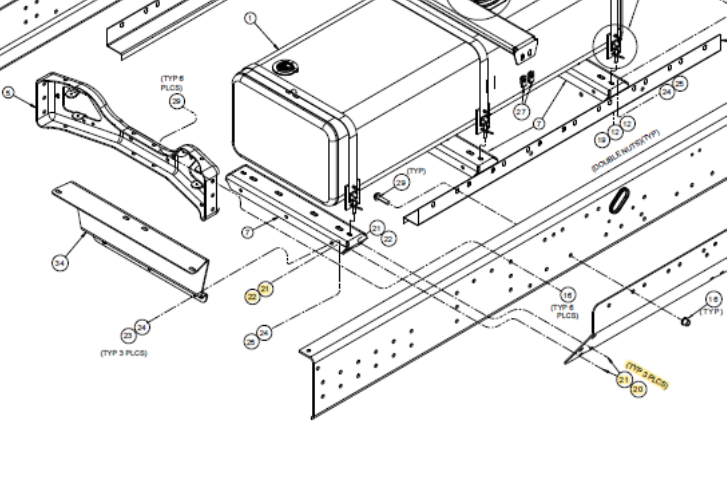 1
(TYP 6
PLCS)
29
5
27
7
24 25
19 12 12
(DOUBLE NUTS)(TYP)
(TYP)
29
7
21
22
34
22 21
16
(TYP 6
PLCS)
18
(TYP)
23 24
(TYP 3 PLCS)
25 24
(TYP 3 PLCS)
21
20